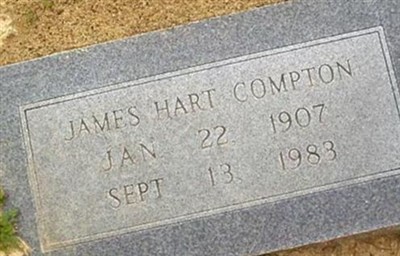 JAMES HART COMPTON
JAN 22. 1907
SEPT 13. 1983